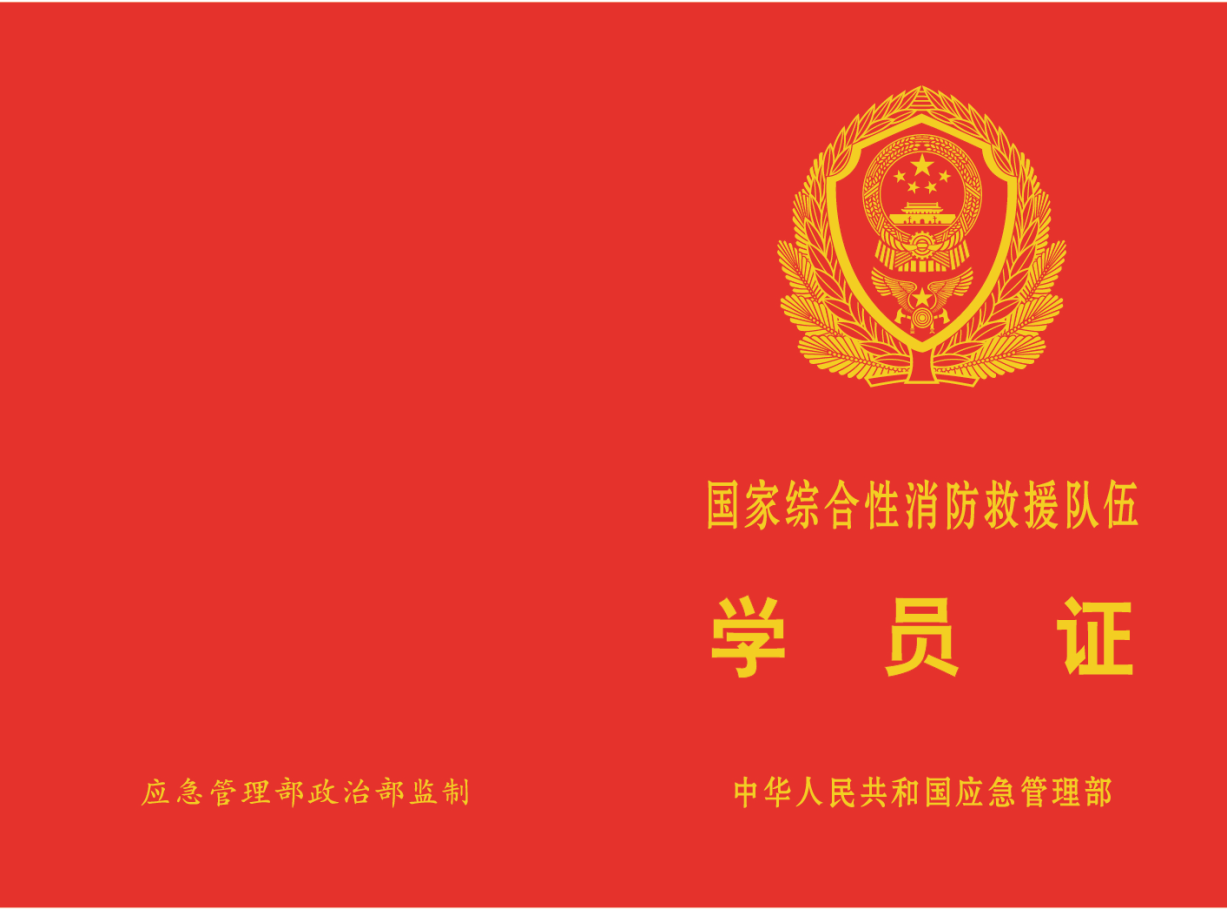 国家综合性消防救援队伍
学员证
应急管理部政治部监制
中华人民共和国应急管理部